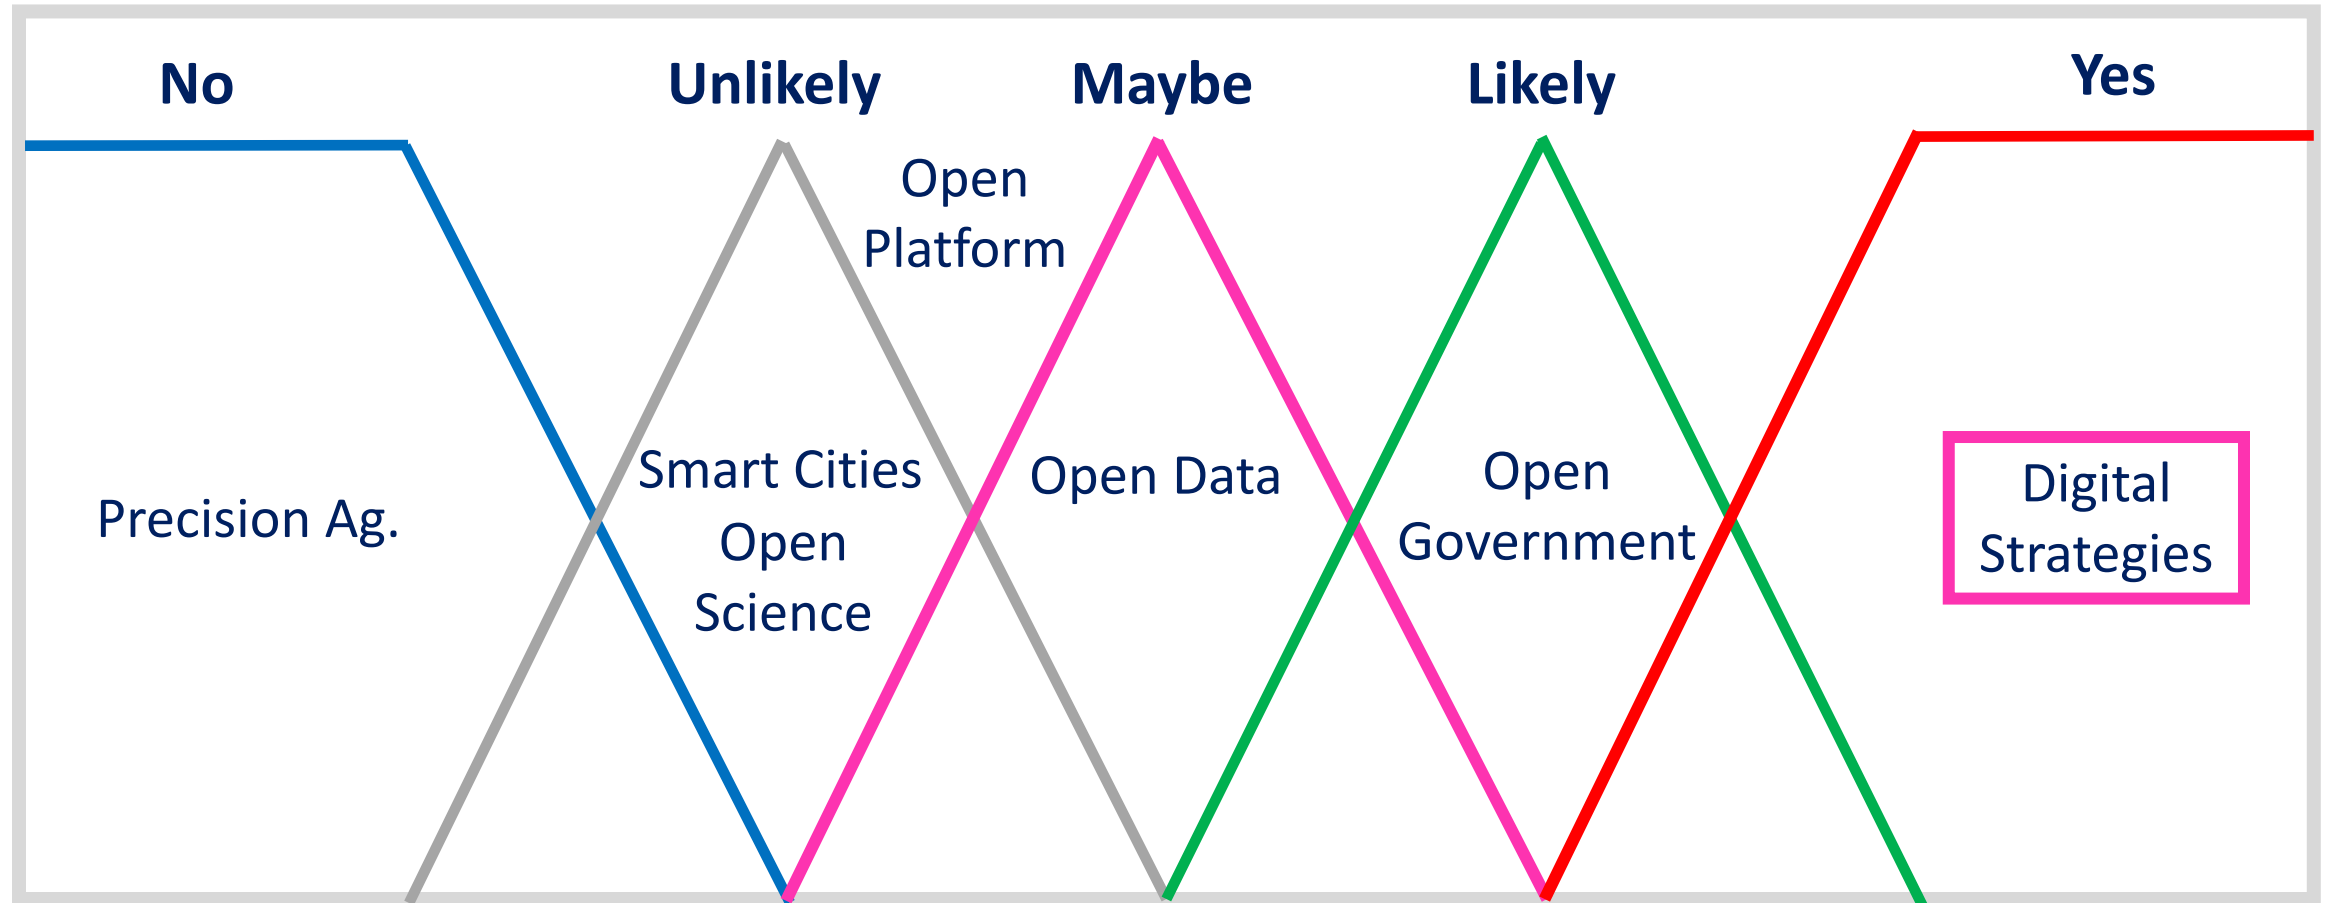 No
Unlikely
Maybe
Likely
Yes
Open
Platform
Precision Ag.
Smart Cities
Open
Science
Open Data
Open
Government
Digital
Strategies